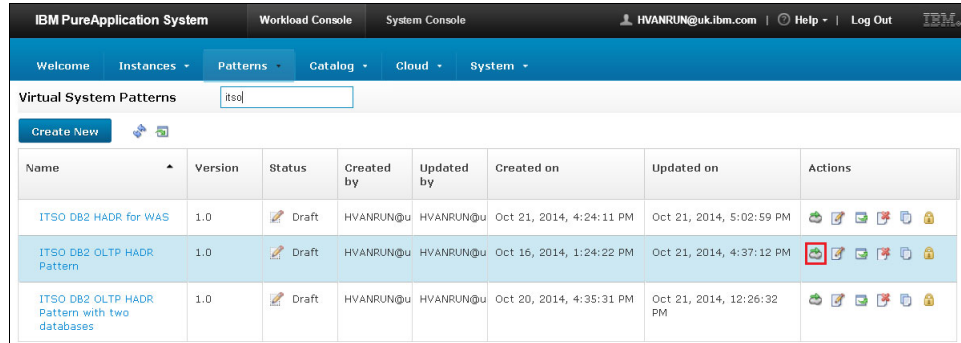 IBM PureApplication System Workload Console System Console HVANRUN@uk.ibm.com | Help | Log Out IBM
Welcome Instances Patterns Catalog Cloud System
Virtual System Patterns itso
Create New
Name Version Status Created by Updated by Created on Updated on Actions
ITSO DB2 HADR for WAS 1.0 Draft HVANRUN@u HVANRUN@u Oct 21, 2014, 4:24:11 PM Oct 21, 2014, 5:02:59 PM
ITSO DB2 OLTP HADR Pattern 1.0 Draft HVANRUN@u HVANRUN@u Oct 16, 2014, 1:24:22 PM Oct 21, 2014, 4:37:12 PM
ITSO DB2 OLTP HADR Pattern with two databases 1.0 Draft HVANRUN@u HVANRUN@u Oct 20, 2014, 4:35:31 PM Oct 21, 2014, 12:26:32 PM